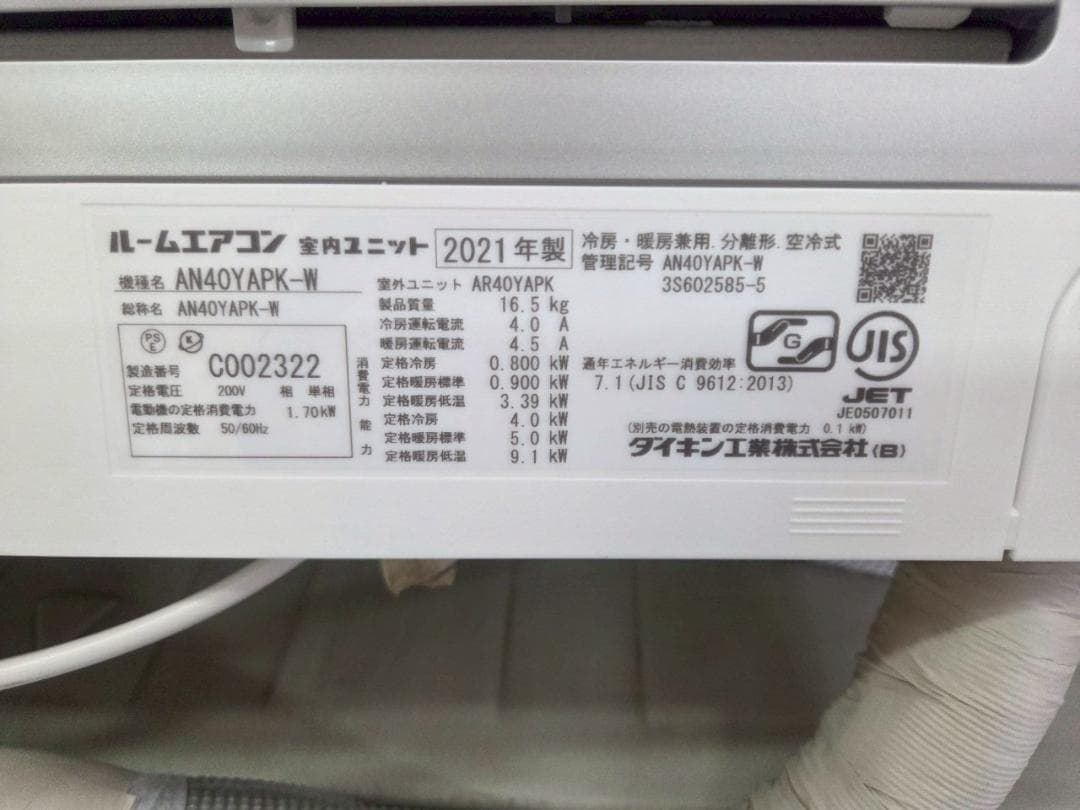 ルームエアコン 室内ユニット 2021年製
機種名 AN40YAPK-W
総称名 AN40YAPK-W
PS
E
K
製造番号 C002322
定格電圧 200V 相 単相
電動機の定格消費電力 1.70kW
定格周波数 50/60Hz
室外ユニット AR40YAPK
製品質量 16.5 kg
冷房運転電流 4.0 A
暖房運転電流 4.5 A
消費電力
定格冷房 0.800 kW
定格暖房標準 0.900 kW
定格暖房低温 3.39 kW
能力
定格冷房 4.0 kW
定格暖房標準 5.0 kW
定格暖房低温 9.1 kW
冷房・暖房兼用.分離形.空冷式
管理記号 AN40YAPK-W
3S602585-5
G
JIS
通年エネルギー消費効率
7.1(JIS C 9612:2013)
JET
JE0507011
(別売の電熱装置の定格消費電力 0.1 kW)
ダイキン工業株式会社(B)